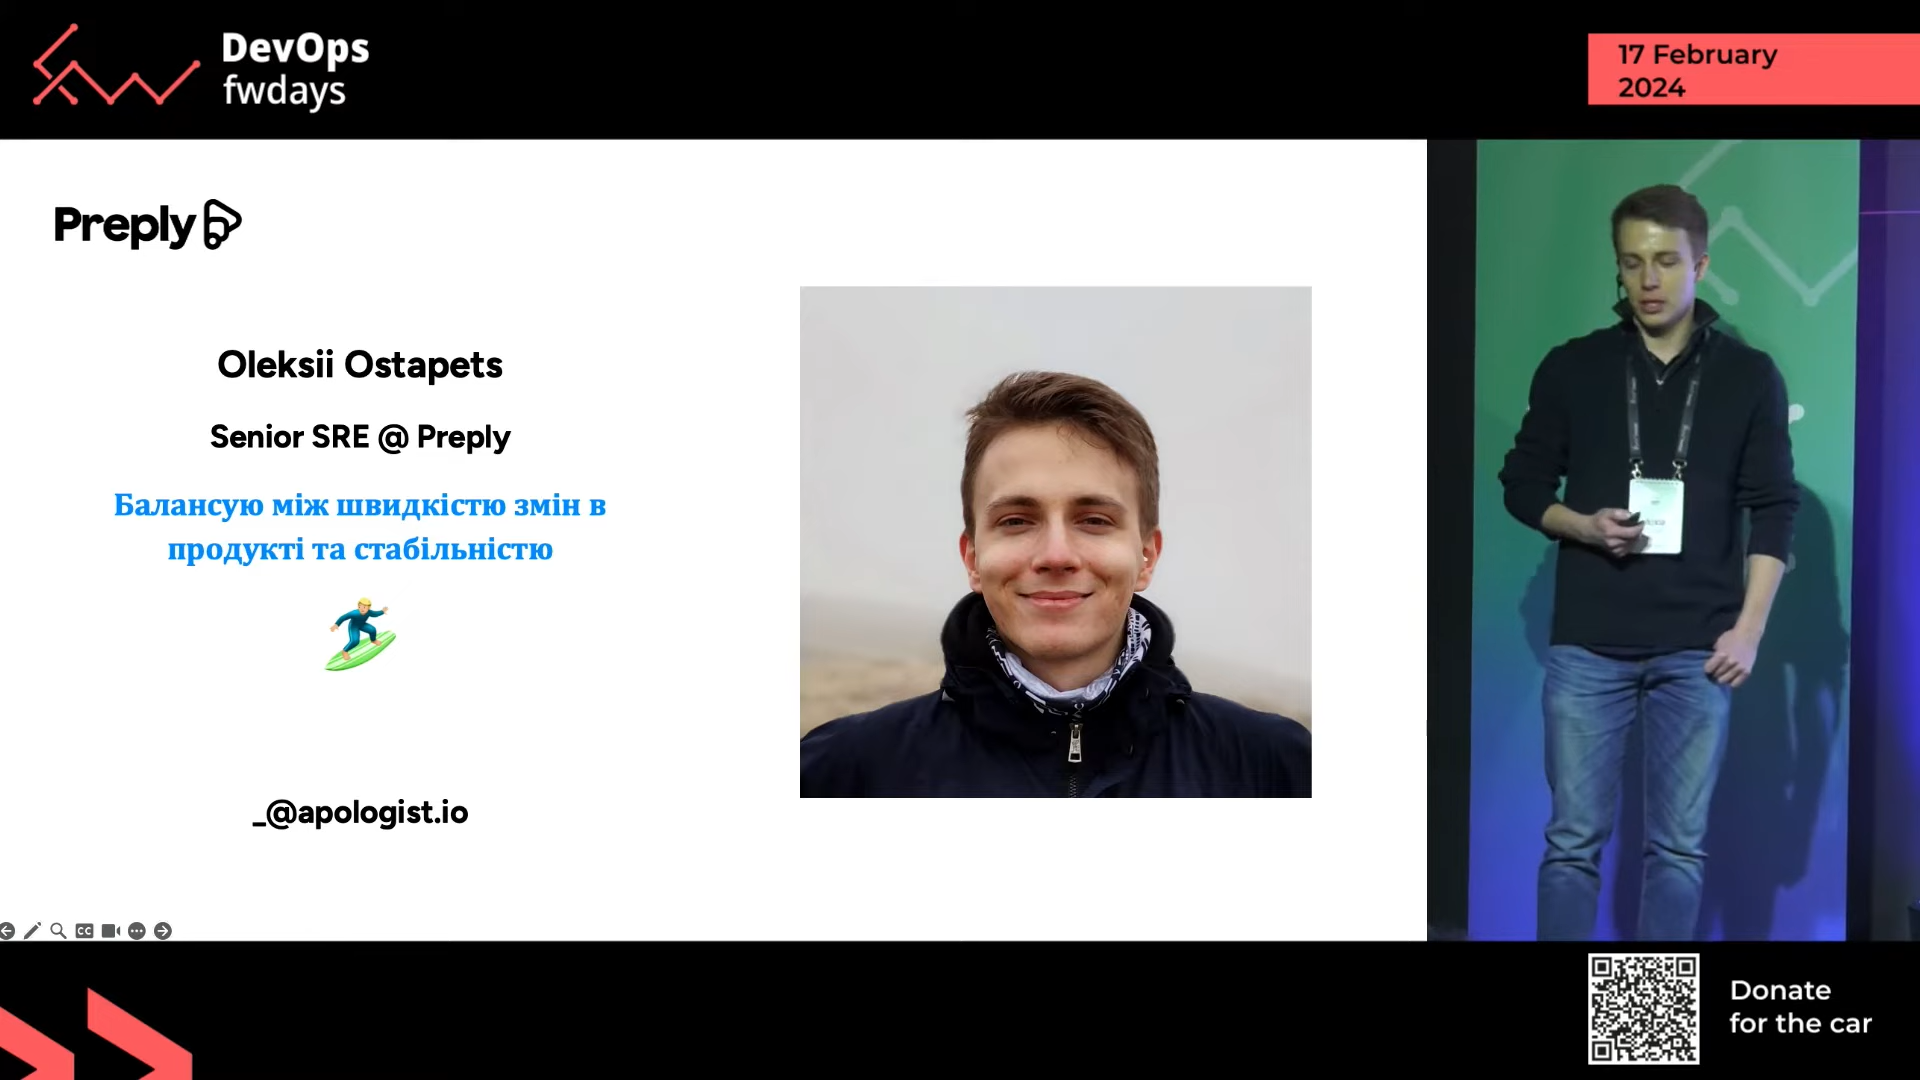 DevOps
fwdays
17 February
2024
Preply
Oleksii Ostapets
Senior SRE @ Preply
Балансую між швидкістю змін в
продукті та стабільністю
_@apologist.io
CC
Donate
for the car